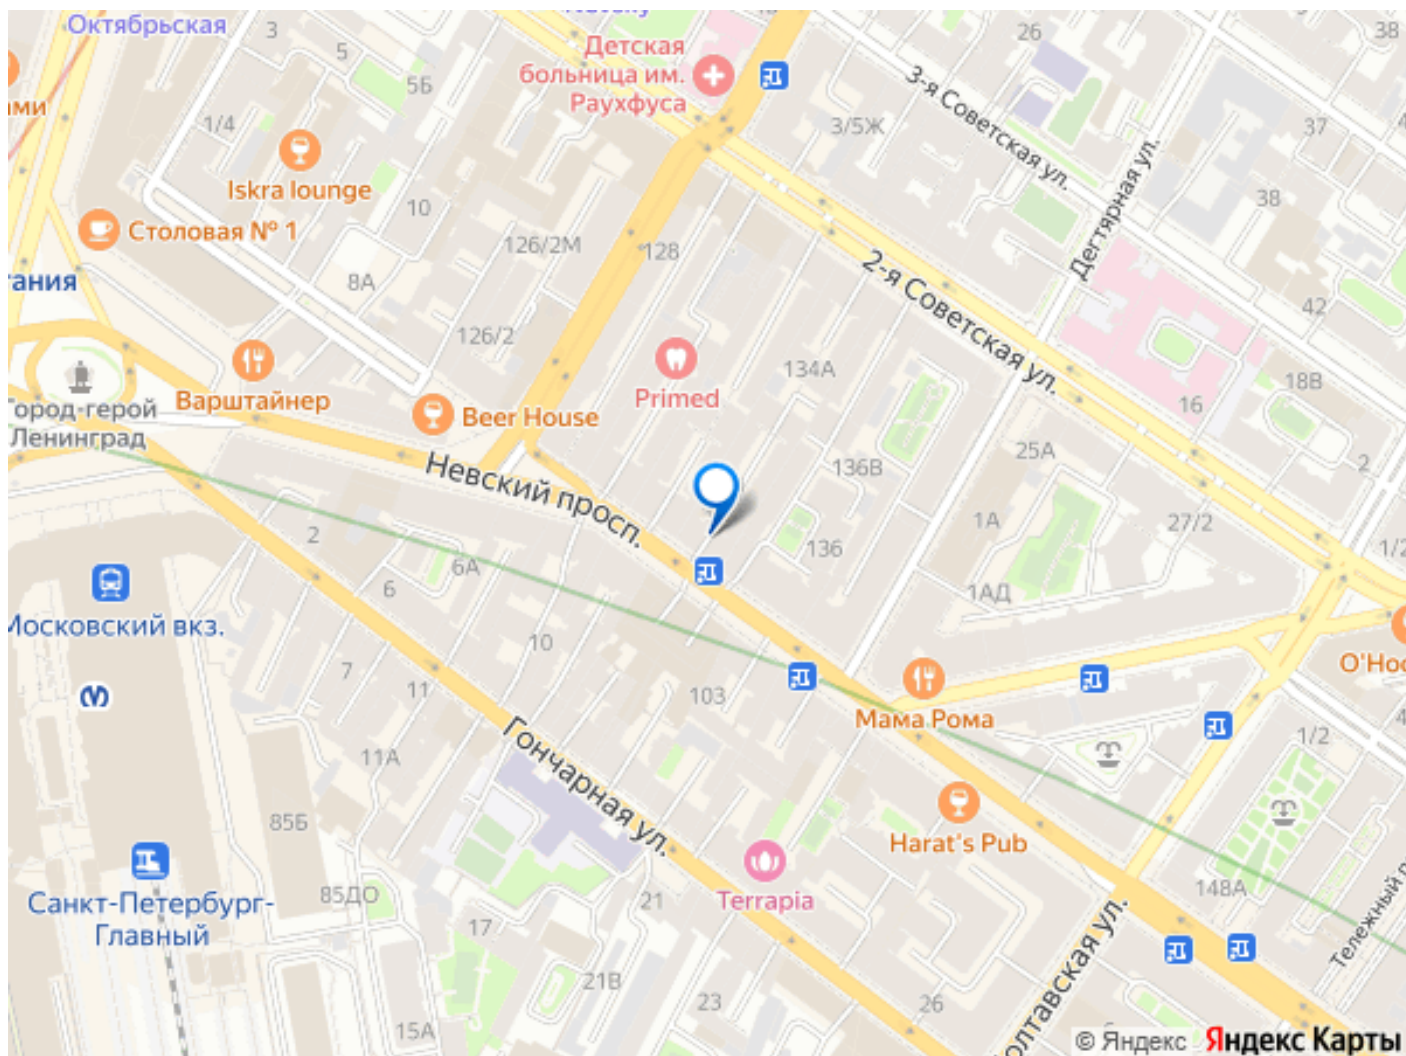 Октябрьская
3
5
5Б
10
Детская
больница им.
Раухфуса
26
38
3-я Советская ул.
1/4
3/5Ж
37
Iskra lounge
Дегтярная ул.
38
10
Столовая № 1
126/2М
128
2-я Советская ул.
тания
8А
42
126/2
134А
18В
Primed
16
Варштайнер
Beer House
Город-герой
Ленинград
25А
Невский просп.
136В
2
1А
27/2
2
136
1/2
6А
6
1АД
Московский вкз.
10
O'Hoo
7
11
103
Мама Рома
1/2
4
Гончарная ул.
11А
Harat's Pub
85Б
85ДО
Terrapia
148А
Санкт-Петербург-
Главный
21
17
Тележный п
21В
23
26
олтавская ул.
15А
© Яндекс Яндекс Карты